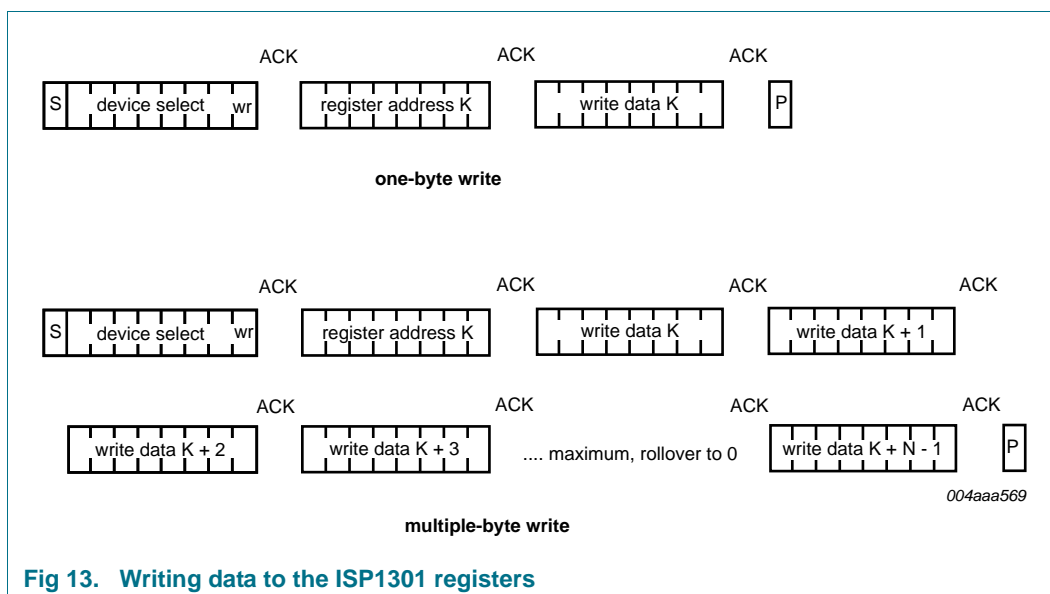 ACK ACK ACK
S device select wr register address K write data K P
one-byte write
ACK ACK ACK ACK
S device select wr register address K write data K write data K + 1
ACK ACK ACK ACK
write data K + 2 write data K + 3 .... maximum, rollover to 0 write data K + N - 1 P
004aaa569
multiple-byte write
Fig 13. Writing data to the ISP1301 registers